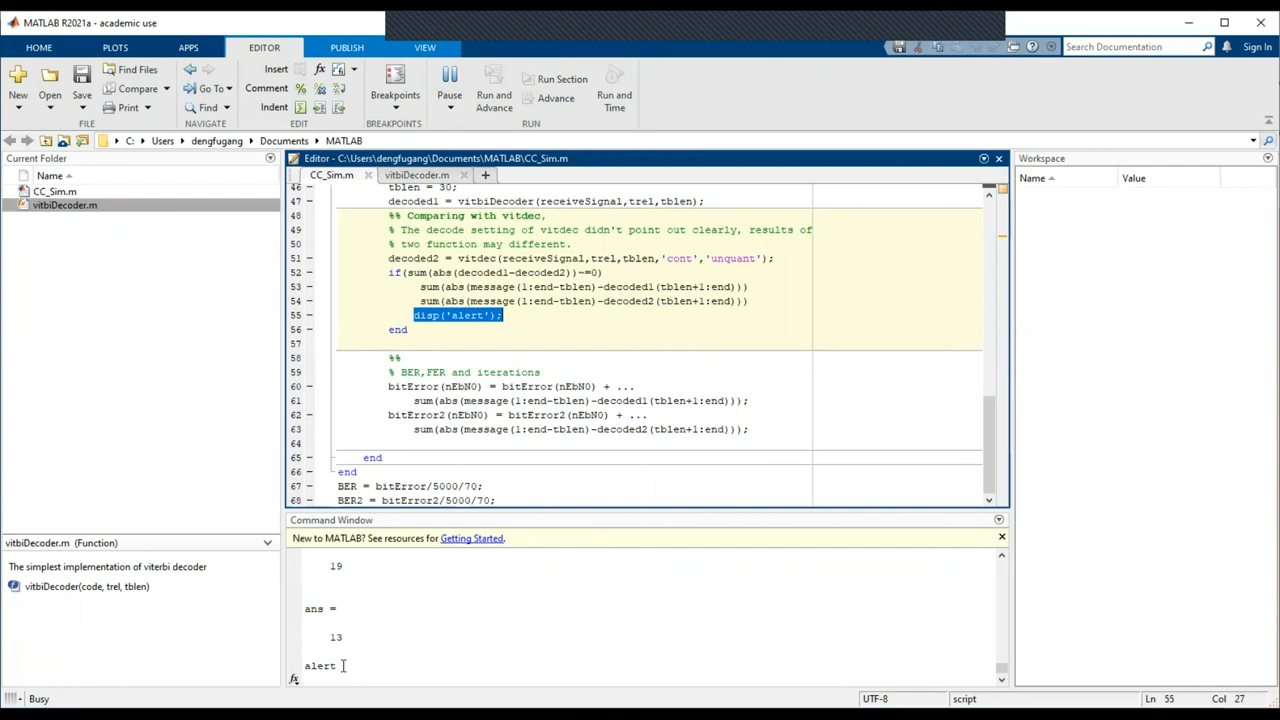 MATLAB R2021a - academic use
HOME PLOTS APPS EDITOR PUBLISH VIEW
Search Documentation
Sign In
New
Open
Save
Find Files
Compare
Print
FILE
Go To
Find
NAVIGATE
Insert
Comment
Indent
EDIT
Breakpoints
BREAKPOINTS
Pause
Run and
Advance
Run Section
Advance
Run and
Time
RUN
C: Users dengfugang Documents MATLAB
Current Folder
Name
CC_Sim.m
vitbiDecoder.m
vitbiDecoder.m (Function)
The simplest implementation of viterbi decoder
vitbiDecoder(code, trel, tblen)
Editor - C:\Users\dengfugang\Documents\MATLAB\CC_Sim.m
CC_Sim.m vitbiDecoder.m
46 tblen = 30;
47 decoded1 = vitbiDecoder(receiveSignal,trel,tblen);
48 %% Comparing with vitdec,
49 % The decode setting of vitdec didn't point out clearly, results of
50 % two function may different.
51 decoded2 = vitdec(receiveSignal,trel,tblen,'cont','unquant');
52 if(sum(abs(decoded1-decoded2))~=0)
53 sum(abs(message(1:end-tblen)-decoded1(tblen+1:end)))
54 sum(abs(message(1:end-tblen)-decoded2(tblen+1:end)))
55 disp('alert');
56 end
57
58 %%
59 % BER,FER and iterations
60 bitError(nEbN0) = bitError(nEbN0) + ...
61 sum(abs(message(1:end-tblen)-decoded1(tblen+1:end)));
62 bitError2(nEbN0) = bitError2(nEbN0) + ...
63 sum(abs(message(1:end-tblen)-decoded2(tblen+1:end)));
64
65 end
66 end
67 BER = bitError/5000/70;
68 BER2 = bitError2/5000/70;
Command Window
New to MATLAB? See resources for Getting Started.
19
ans =
13
alert
fx
Workspace
Name Value
Busy
UTF-8 script Ln 55 Col 27